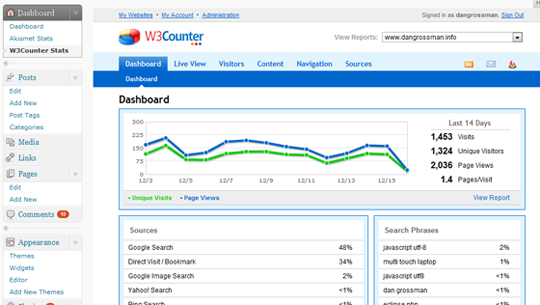 Dashboard
Dashboard
Akismet Stats
W3Counter Stats
Posts
Edit
Add New
Post Tags
Categories
Media
Links
Pages
Edit
Add New
Comments
Appearance
Themes
Widgets
Editor
Add New Themes
My Websites • My Account • Administration
Signed in as dangrossman. Sign Out
W3Counter
View Reports: www.dangrossman.info
Dashboard Live View Visitors Content Navigation Sources
Dashboard
Dashboard
300
225
150
75
0
12/3 12/5 12/7 12/9 12/11 12/13 12/15
• Unique Visits • Page Views
Last 14 Days
1,453 Visits
1,324 Unique Visitors
2,036 Page Views
1.4 Pages/Visit
View Report
Sources
Google Search 48%
Direct Visit / Bookmark 34%
Google Image Search 2%
Yahoo! Search <1%
Bing Search <1%
Search Phrases
javascript utf-8 2%
multi touch laptop 1%
javascript utf8 <1%
dan grossman <1%
eclipse php <1%